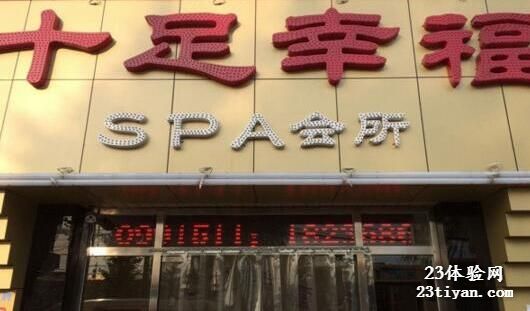 十足幸福
SPA会所
23体验网
23tiyan.com